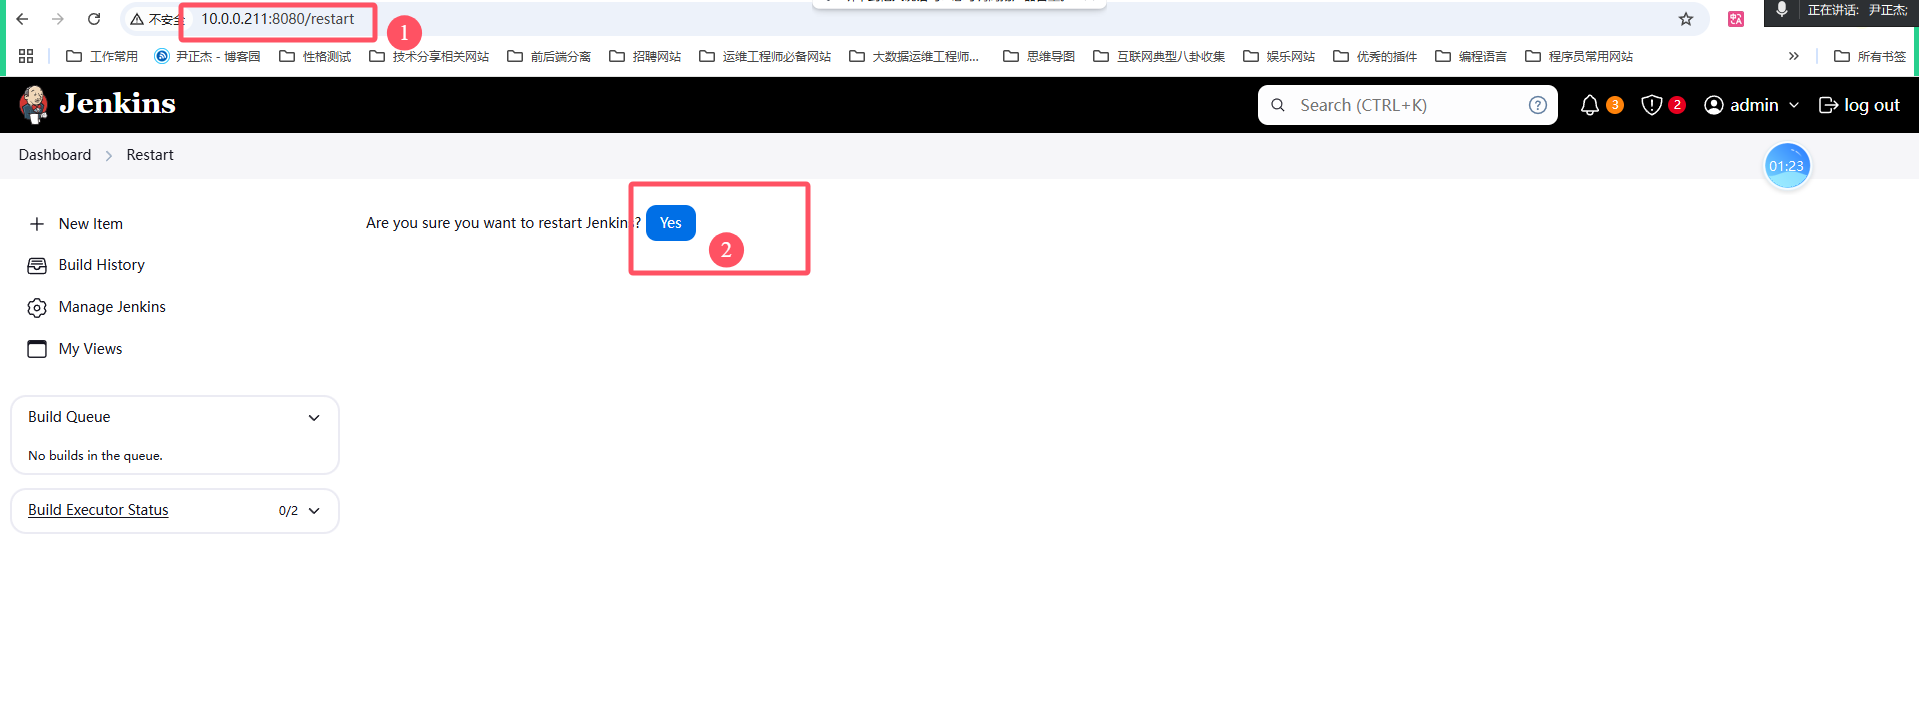 不安全 10.0.0.211:8080/restart
1
正在讲话: 尹正杰;
工作常用 尹正杰 - 博客园 性格测试 技术分享相关网站 前后端分离 招聘网站 运维工程师必备网站 大数据运维工程师... 思维导图 互联网典型八卦收集 娱乐网站 优秀的插件 编程语言 程序员常用网站 » 所有书签
Jenkins Search (CTRL+K) ? 3 2 admin log out
Dashboard > Restart
01:23
New Item
Are you sure you want to restart Jenkins? Yes
2
Build History
Manage Jenkins
My Views
Build Queue
No builds in the queue.
Build Executor Status 0/2